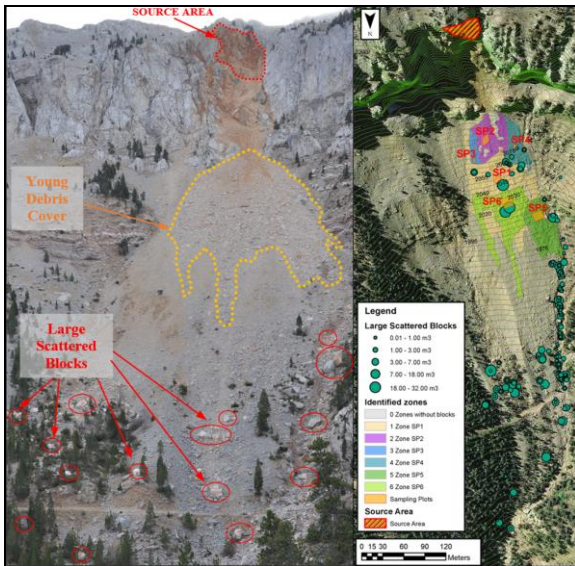 SOURCE AREA
Young
Debris
Cover
Large
Scattered
Blocks
N
SP2
SP4
SP3
SP1
SP6
SP5
Legend
Large Scattered Blocks
0.01 - 1.00 m3
1.00 - 3.00 m3
3.00 - 7.00 m3
7.00 - 18.00 m3
18.00 - 32.00 m3
Identified zones
0 Zones without blocks
1 Zone SP1
2 Zone SP2
3 Zone SP3
4 Zone SP4
5 Zone SP5
6 Zone SP6
Sampling Plots
Source Area
Source Area
0 15 30 60 90 120
Meters